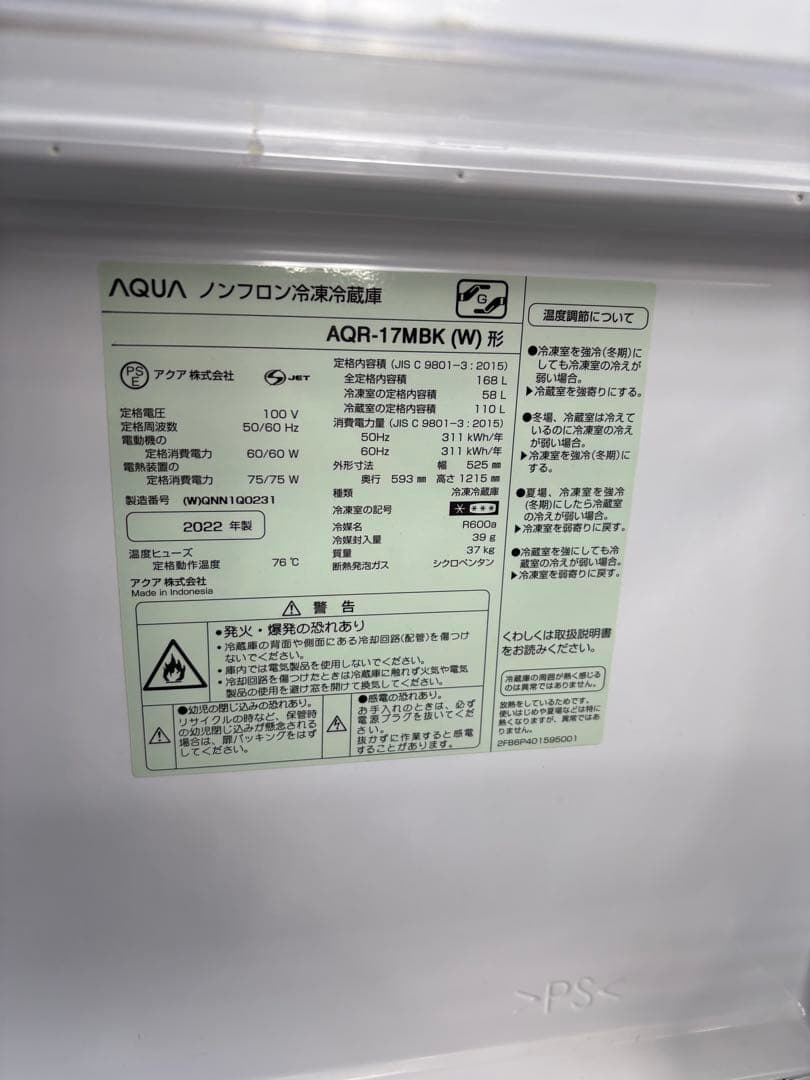 AQUA ノンフロン冷凍冷蔵庫
G
AQR-17MBK (W) 形
PS E アクア 株式会社 S JET
定格電圧 100 V
定格周波数 50/60 Hz
電動機の
定格消費電力 60/60 W
電熱装置の
定格消費電力 75/75 W
製造番号 (W)QNN1Q0231
2022 年製
温度ヒューズ
定格動作温度 76 ℃
アクア 株式会社
Made in Indonesia
定格内容積 (JIS C 9801-3 : 2015)
全定格内容積 168 L
冷凍室の定格内容積 58 L
冷蔵室の定格内容積 110 L
消費電力量 (JIS C 9801-3 : 2015)
50Hz 311 kWh/年
60Hz 311 kWh/年
外形寸法 幅 525 ㎜
奥行 593 ㎜ 高さ 1215 ㎜
種類 冷凍冷蔵庫
冷凍室の記号
冷媒名 R600a
冷媒封入量 39 g
質量 37 kg
断熱発泡ガス シクロペンタン
警 告
●発火・爆発の恐れあり
・冷蔵庫の背面や側面にある冷却回路(配管)を傷つけ
ないでください。
・庫内では電気製品を使用しないでください。
・冷却回路を傷つけたときは冷蔵庫に触れず火気や電気
製品の使用を避け窓を開けて換気してください。
●幼児の閉じ込みの恐れあり。
リサイクルの時など、保管時
の幼児閉じ込みが懸念される
場合は、扉パッキングをはず
してください。
●感電の恐れあり。
お手入れのときは、必ず
電源プラグを抜いてくだ
さい。
抜かずに作業すると感電
することがあります。
温度調節について
●冷凍室を強冷(冬期)に
しても冷凍室の冷えが
弱い場合。
▶冷蔵室を強寄りにする。
●冬場、冷蔵室は冷えて
いるのに冷凍室の冷え
が弱い場合。
▶冷凍室を強冷(冬期)に
する。
●夏場、冷凍室を強冷
(冬期)にしたら冷蔵室
の冷えが弱い場合。
▶冷凍室を弱寄りに戻す。
●冷蔵室を強にしても冷
蔵室の冷えが弱い場合。
▶冷凍室を弱寄りに戻す。
くわしくは取扱説明書
をお読みください。
冷蔵庫の周囲が熱く感じる
のは異常ではありません。
放熱をしているためです。
使いはじめや夏場などは特に
熱くなりますが、異常ではあ
りません。
2FB6P401595001
>PS<